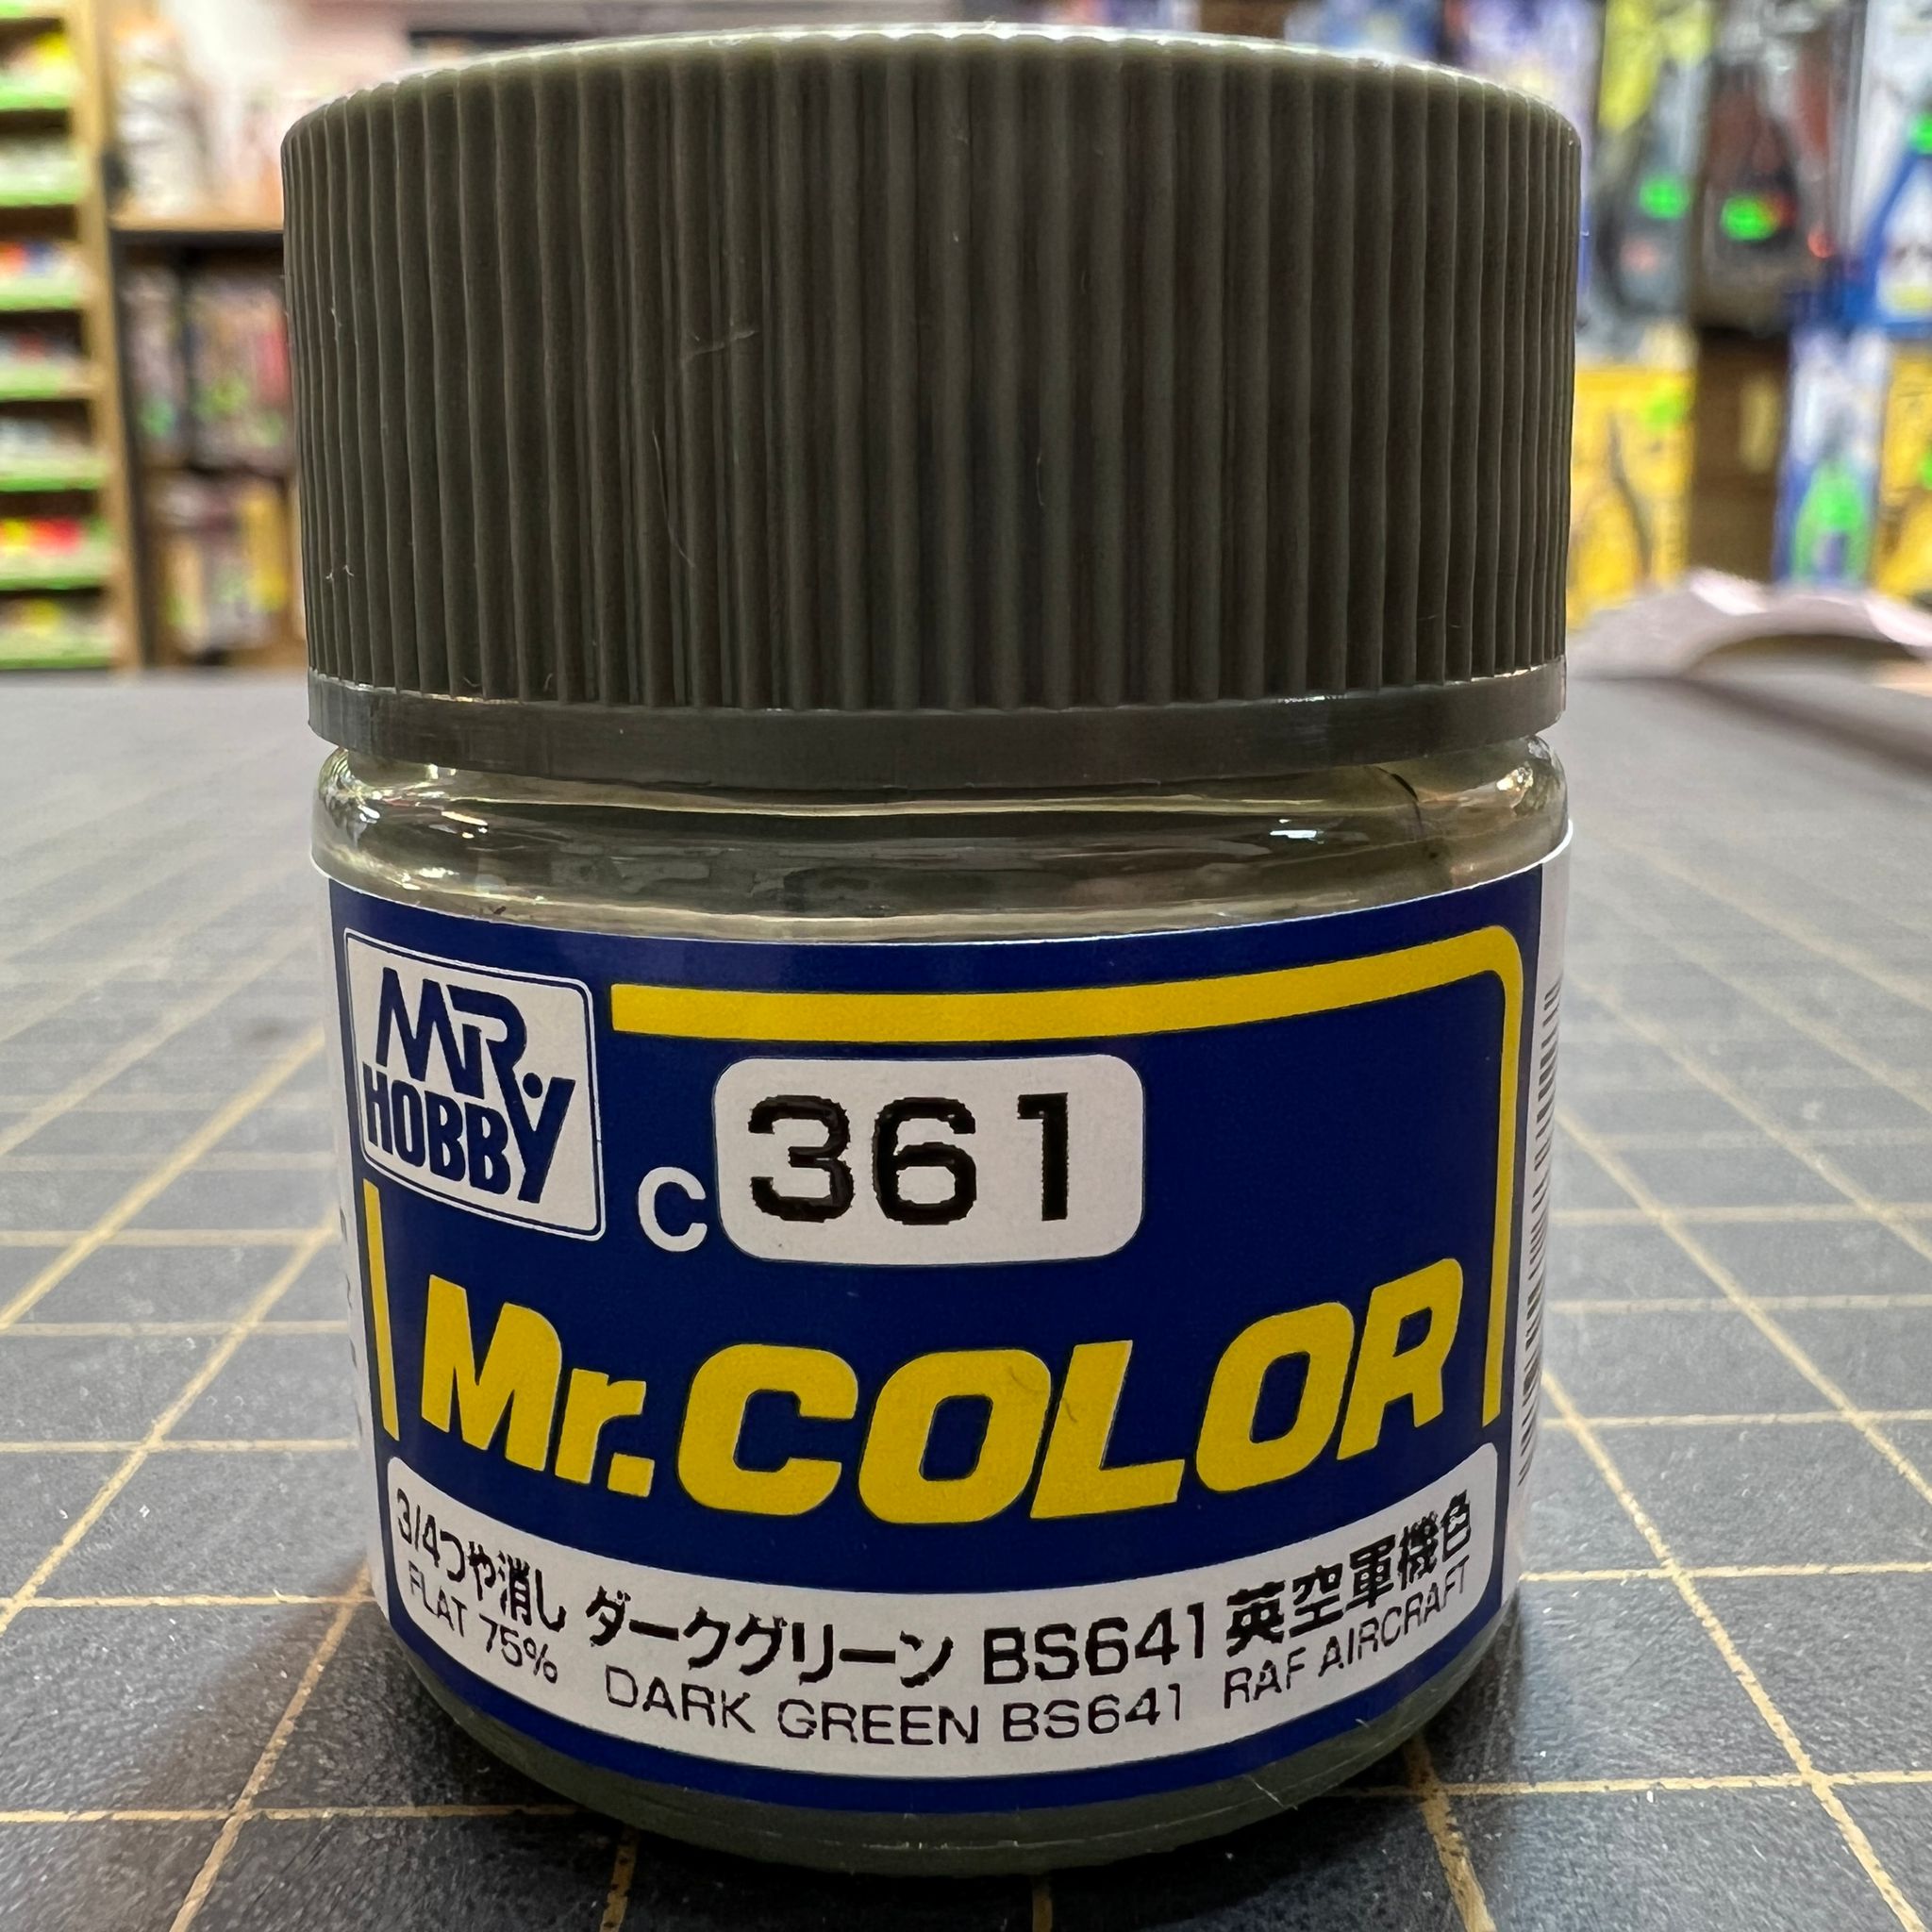 MR.
HOBBY
C 361
Mr.COLOR
3/4つや消し ダークグリーン BS641 英空軍機色
FLAT 75% DARK GREEN BS641 RAF AIRCRAFT